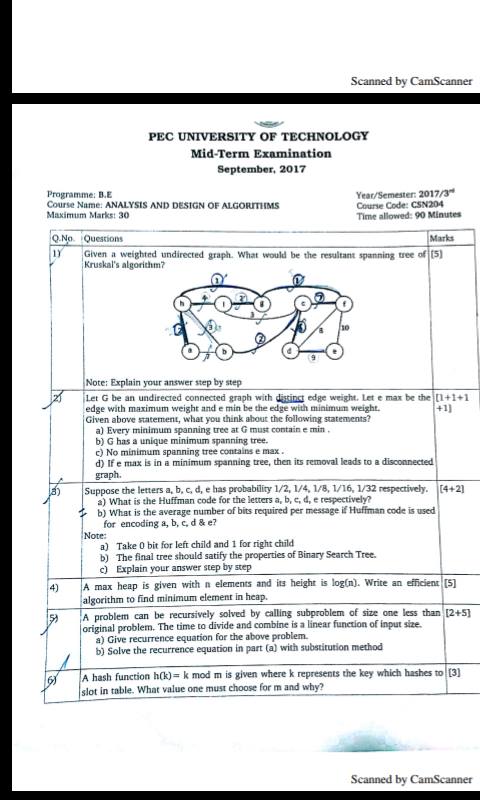 Scanned by CamScanner
PEC UNIVERSITY OF TECHNOLOGY
Mid-Term Examination
September, 2017
Programme: B.E
Year/Semester: 2017/3rd
Course Name: ANALYSIS AND DESIGN OF ALGORITHMS
Course Code: CSN204
Maximum Marks: 30
Time allowed: 90 Minutes
Q.No. Questions Marks
1) Given a weighted undirected graph. What would be the resultant spanning tree of [5]
Kruskal's algorithm?
1 1
h 4 i 2 g c 7 f
3 8 10
a b 2 d 9 e
Note: Explain your answer step by step
2) Let G be an undirected connected graph with distinct edge weight. Let e max be the [1+1+1
edge with maximum weight and e min be the edge with minimum weight. +1]
Given above statement, what you think about the following statements?
a) Every minimum spanning tree at G must contain e min .
b) G has a unique minimum spanning tree.
c) No minimum spanning tree contains e max .
d) If e max is in a minimum spanning tree, then its removal leads to a disconnected
graph.
3) Suppose the letters a, b, c, d, e has probability 1/2, 1/4, 1/8, 1/16, 1/32 respectively. [4+2]
a) What is the Huffman code for the letters a, b, c, d, e respectively?
b) What is the average number of bits required per message if Huffman code is used
for encoding a, b, c, d & e?
Note:
a) Take 0 bit for left child and 1 for right child
b) The final tree should satify the properties of Binary Search Tree.
c) Explain your answer step by step
4) A max heap is given with n elements and its height is log(n). Write an efficient [5]
algorithm to find minimum element in heap.
5) A problem can be recursively solved by calling subproblem of size one less than [2+5]
original problem. The time to divide and combine is a linear function of input size.
a) Give recurrence equation for the above problem.
b) Solve the recurrence equation in part (a) with substitution method
6) A hash function h(k)= k mod m is given where k represents the key which hashes to [3]
slot in table. What value one must choose for m and why?
Scanned by CamScanner